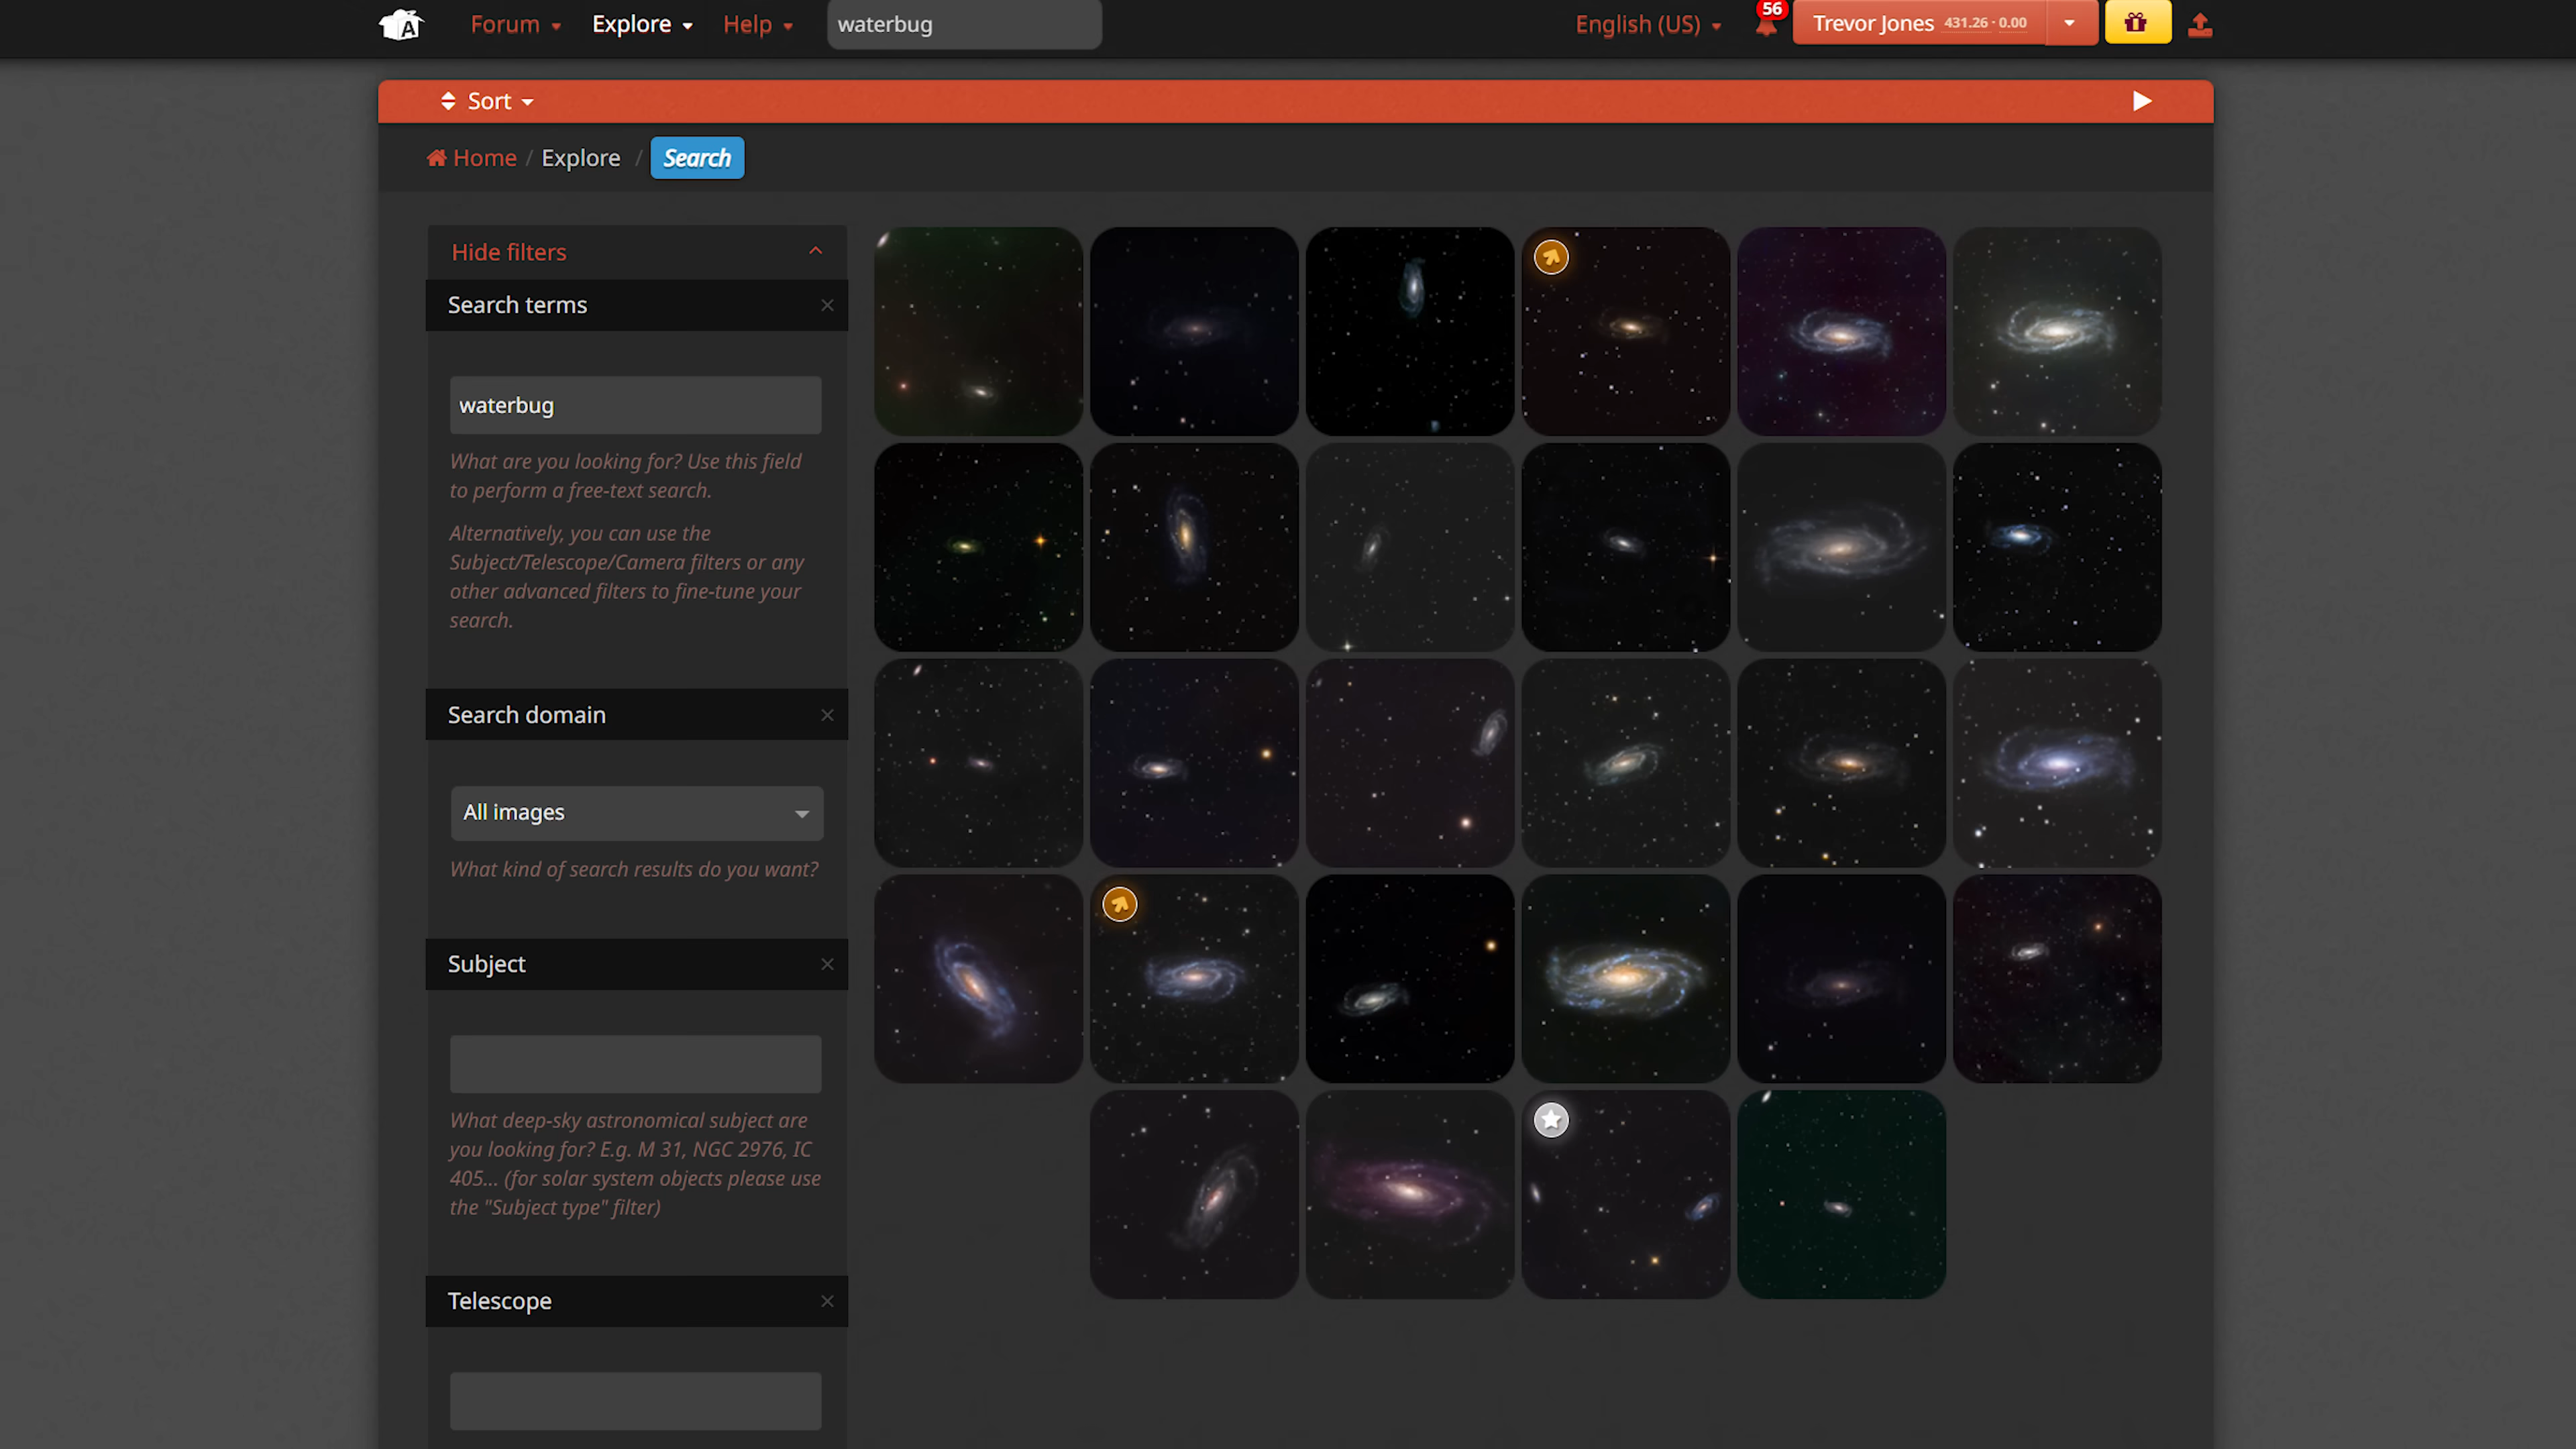 A
Forum
Explore
Help
waterbug
English (US)
56
Trevor Jones 431.26 · 0.00
Sort
Home / Explore / Search
Hide filters
Search terms
waterbug
What are you looking for? Use this field
to perform a free-text search.
Alternatively, you can use the
Subject/Telescope/Camera filters or any
other advanced filters to fine-tune your
search.
Search domain
All images
What kind of search results do you want?
Subject
What deep-sky astronomical subject are
you looking for? E.g. M 31, NGC 2976, IC
405... (for solar system objects please use
the "Subject type" filter)
Telescope